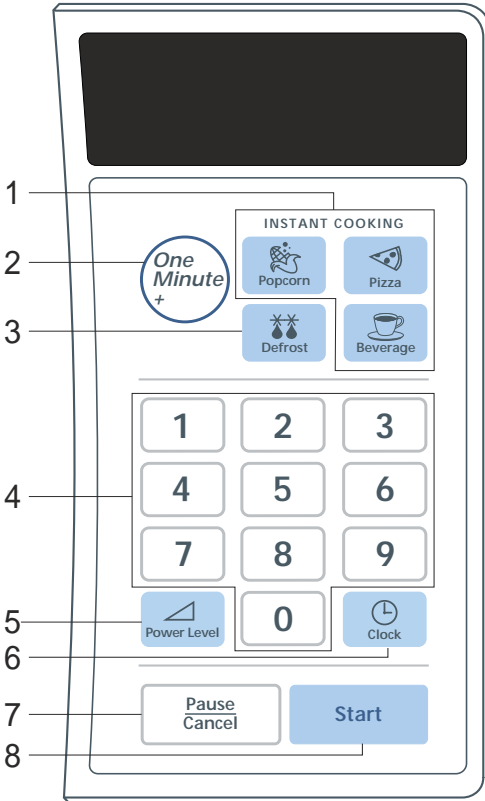 1
INSTANT COOKING
2
One
Minute
+
Popcorn
Pizza
3
Defrost
Beverage
1 2 3
4
4 5 6
7 8 9
5
Power Level
0
Clock
6
7
Pause
Cancel
Start
8